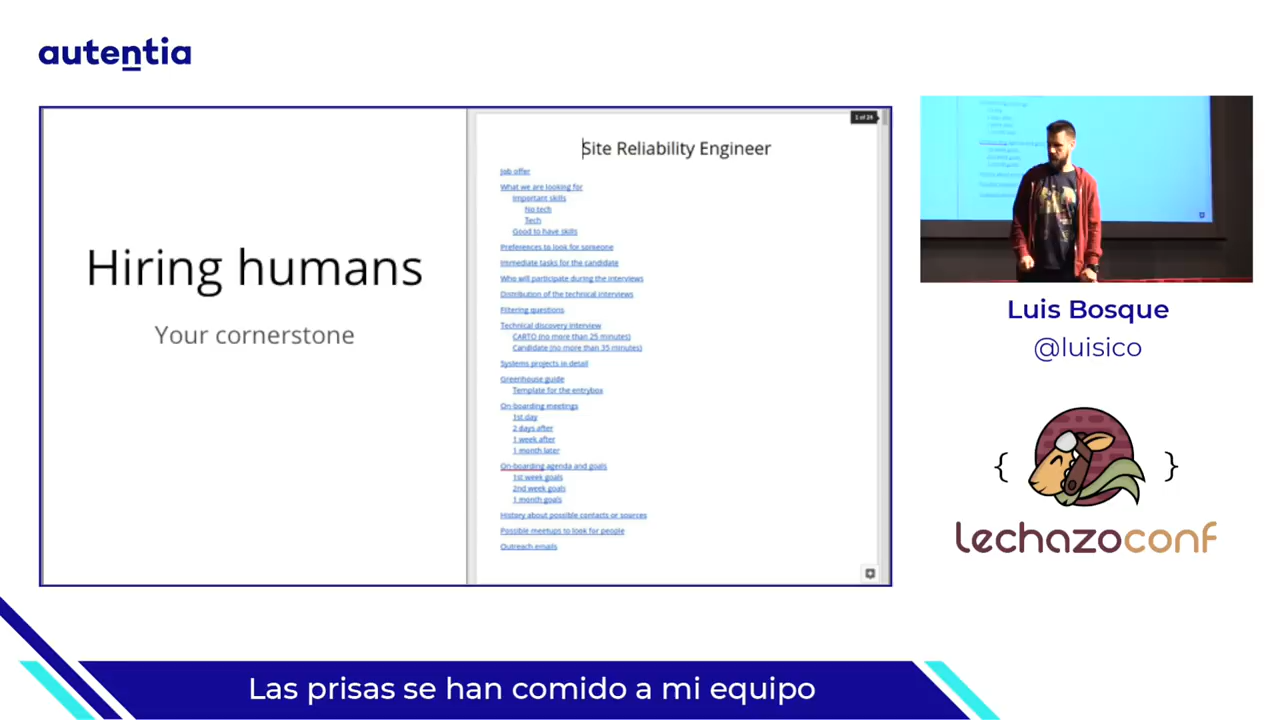 autentia
Hiring humans
Your cornerstone
1 of 24
Site Reliability Engineer
Job offer
What we are looking for
Important skills
No tech
Tech
Good to have skills
Preferences to look for someone
Immediate tasks for the candidate
Who will participate during the interviews
Distribution of the technical interviews
Filtering questions
Technical discovery interview
CARTO (no more than 25 minutes)
Candidate (no more than 35 minutes)
Systems projects in detail
Greenhouse guide
Template for the entrybox
On-boarding meetings
1st day
2 days after
1 week after
1 month later
On-boarding agenda and goals
1st week goals
2nd week goals
1 month goals
History about possible contacts or sources
Possible meetups to look for people
Outreach emails
Luis Bosque
@luisico
{ }
Lechazoconf
Las prisas se han comido a mi equipo